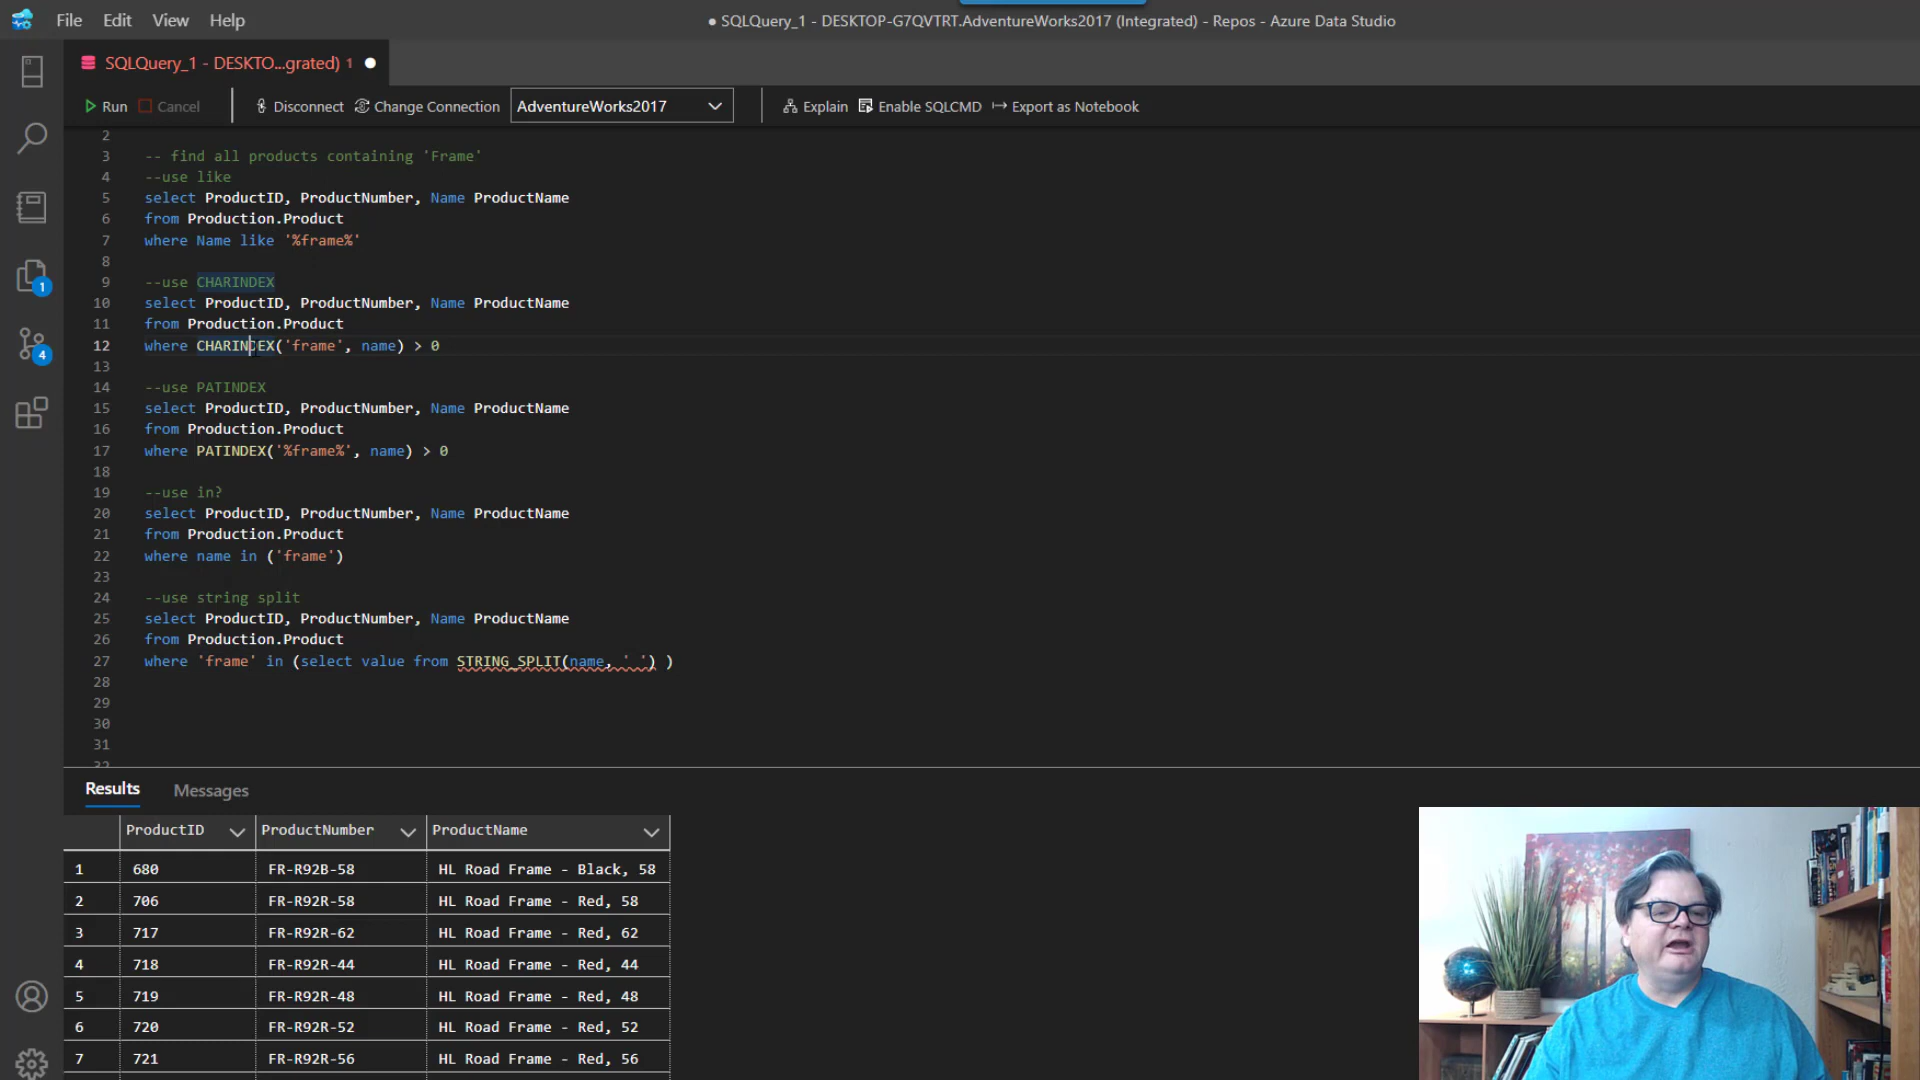 File Edit View Help
● SQLQuery_1 - DESKTOP-G7QVTRT.AdventureWorks2017 (Integrated) - Repos - Azure Data Studio
SQLQuery_1 - DESKTO...grated) 1 ●
Run Cancel Disconnect Change Connection AdventureWorks2017 Explain Enable SQLCMD Export as Notebook
2
3 -- find all products containing 'Frame'
4 --use like
5 select ProductID, ProductNumber, Name ProductName
6 from Production.Product
7 where Name like '%frame%'
8
9 --use CHARINDEX
10 select ProductID, ProductNumber, Name ProductName
11 from Production.Product
12 where CHARINDEX('frame', name) > 0
13
14 --use PATINDEX
15 select ProductID, ProductNumber, Name ProductName
16 from Production.Product
17 where PATINDEX('%frame%', name) > 0
18
19 --use in?
20 select ProductID, ProductNumber, Name ProductName
21 from Production.Product
22 where name in ('frame')
23
24 --use string split
25 select ProductID, ProductNumber, Name ProductName
26 from Production.Product
27 where 'frame' in (select value from STRING_SPLIT(name, ' ') )
28
29
30
31
32
1
4
Results Messages
ProductID ProductNumber ProductName
1 680 FR-R92B-58 HL Road Frame - Black, 58
2 706 FR-R92R-58 HL Road Frame - Red, 58
3 717 FR-R92R-62 HL Road Frame - Red, 62
4 718 FR-R92R-44 HL Road Frame - Red, 44
5 719 FR-R92R-48 HL Road Frame - Red, 48
6 720 FR-R92R-52 HL Road Frame - Red, 52
7 721 FR-R92R-56 HL Road Frame - Red, 56